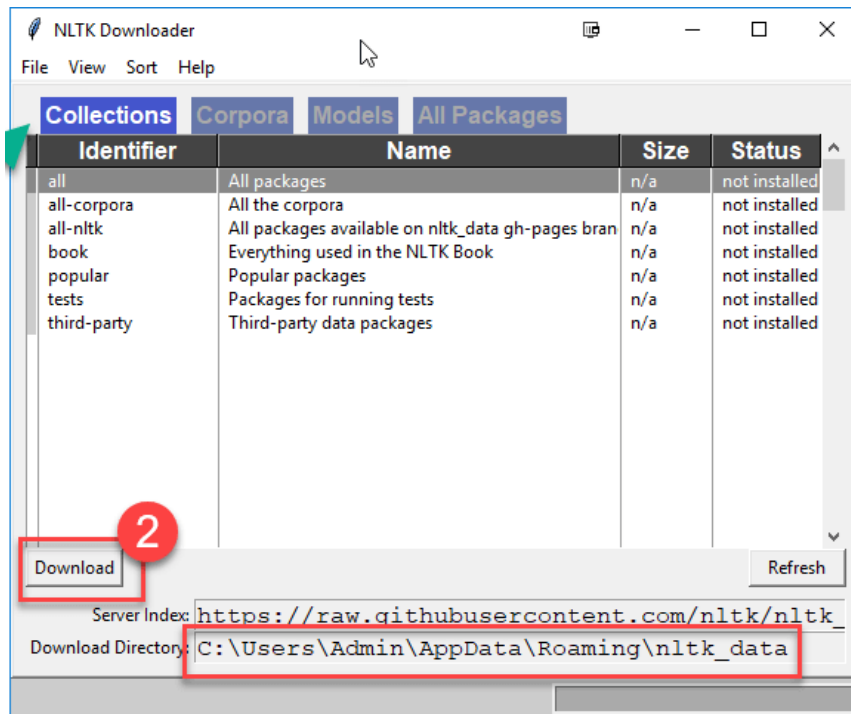 NLTK Downloader
File View Sort Help
Collections Corpora Models All Packages
Identifier Name Size Status
all All packages n/a not installed
all-corpora All the corpora n/a not installed
all-nltk All packages available on nltk_data gh-pages bran n/a not installed
book Everything used in the NLTK Book n/a not installed
popular Popular packages n/a not installed
tests Packages for running tests n/a not installed
third-party Third-party data packages n/a not installed
2
Download Refresh
Server Index: https://raw.githubusercontent.com/nltk/nltk_
Download Directory: C:\Users\Admin\AppData\Roaming\nltk_data